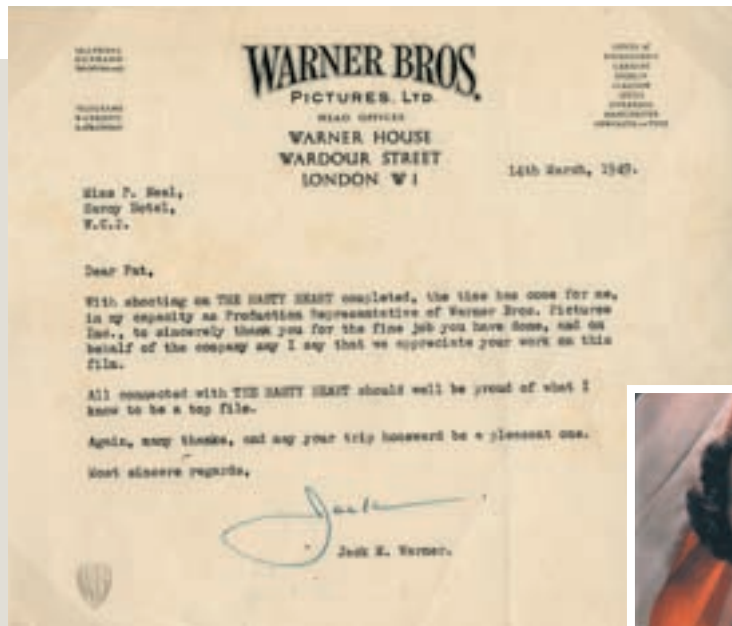 WARNER BROS.
PICTURES. LTD.
HEAD OFFICE
WARNER HOUSE
WARDOUR STREET
LONDON W 1
14th March, 1949.
Miss P. Neal,
Savoy Hotel,
W.C.2.
Dear Pat,
With shooting on THE HASTY HEART completed, the time has come for me,
in my capacity as Production Representative of Warner Bros. Pictures
Inc., to sincerely thank you for the fine job you have done, and on
behalf of the company may I say that we appreciate your work on this
film.
All connected with THE HASTY HEART should well be proud of what I
know to be a top film.
Again, many thanks, and may your trip homeward be a pleasant one.
Most sincere regards,
Jack
Jack Warner.